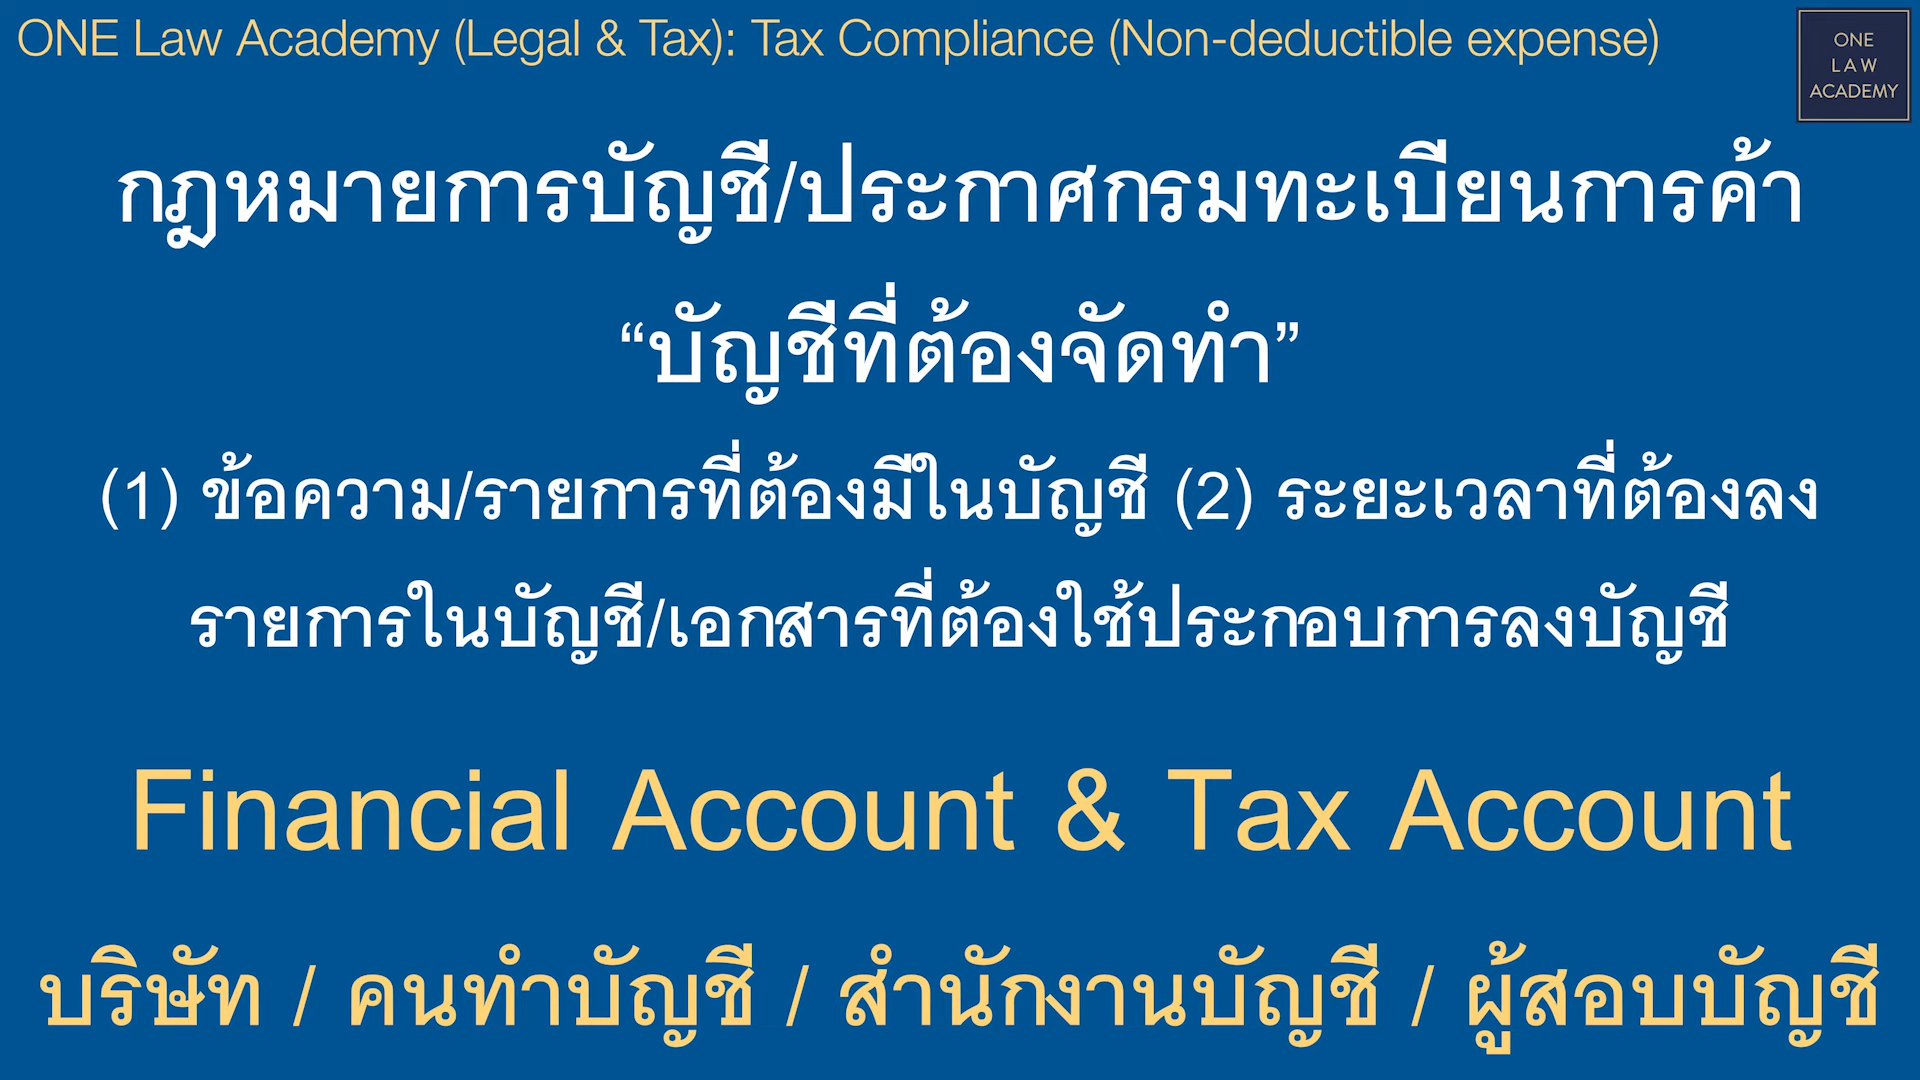 ONE Law Academy (Legal & Tax): Tax Compliance (Non-deductible expense)
ONE
LAW
ACADEMY
กฎหมายการบัญชี/ประกาศกรมทะเบียนการค้า
“บัญชีที่ต้องจัดทำ”
(1) ข้อความ/รายการที่ต้องมีในบัญชี (2) ระยะเวลาที่ต้องลง
รายการในบัญชี/เอกสารที่ต้องใช้ประกอบการลงบัญชี
Financial Account & Tax Account
บริษัท / คนทำบัญชี / สำนักงานบัญชี / ผู้สอบบัญชี